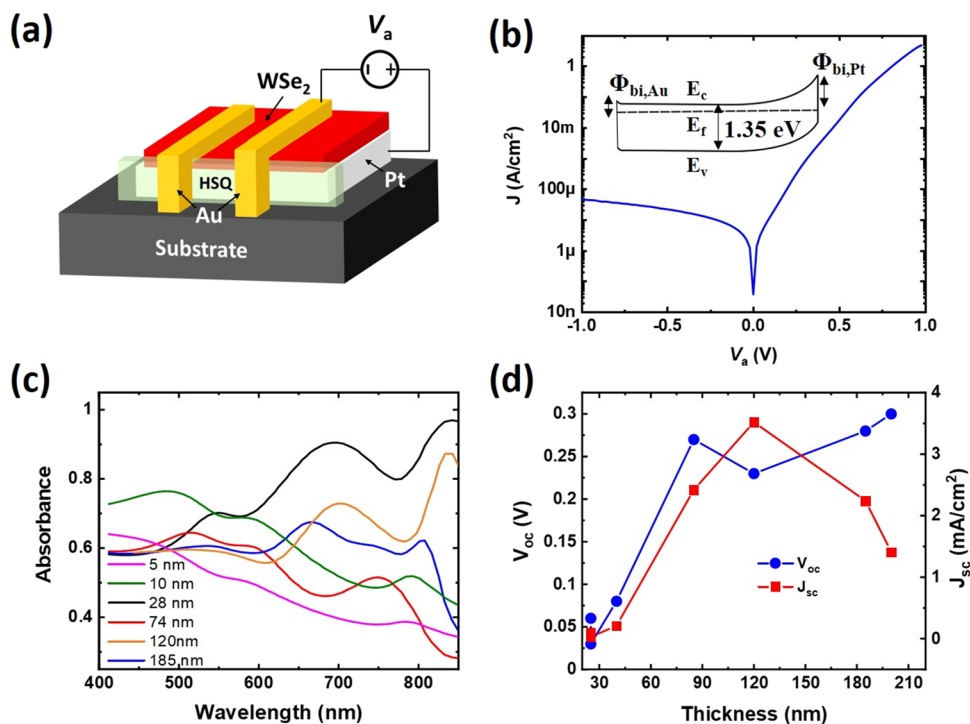 (a)
Vₐ
WSe₂
HSQ
Pt
Au
Substrate
(b)
J (A/cm²)
1
10m
100µ
1µ
10n
Φbi,Au
Ec
Φbi,Pt
Ef
1.35 eV
Ev
-1.0 -0.5 0.0 0.5 1.0
Vₐ (V)
(c)
Absorbance
1
0.8
0.6
0.4
5 nm
10 nm
28 nm
74 nm
120nm
185 nm
400 500 600 700 800
Wavelength (nm)
(d)
Voc (V)
0.3
0.25
0.2
0.15
0.1
0.05
0
Voc
Jsc
4
3
2
1
0
Jsc (mA/cm²)
30 60 90 120 150 180 210
Thickness (nm)